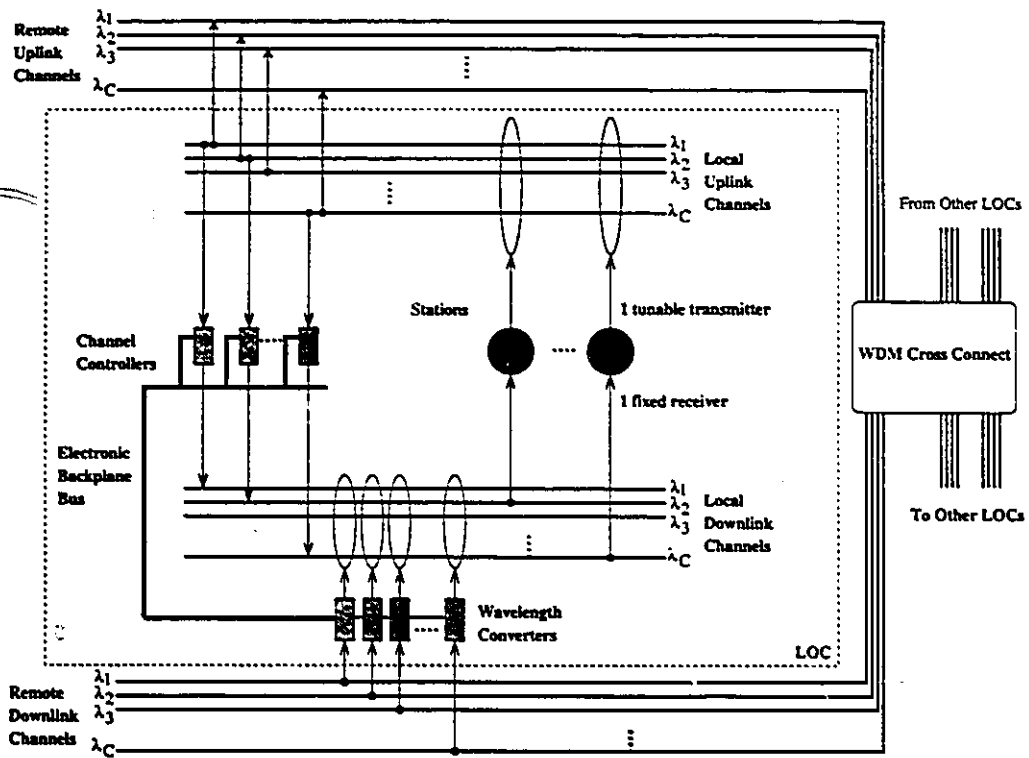 Remote
Uplink
Channels
λ1
λ2
λ3
λC
λ1
λ2
λ3
λC
Local
Uplink
Channels
From Other LOCs
Stations
1 tunable transmitter
Channel
Controllers
WDM Cross Connect
1 fixed receiver
Electronic
Backplane
Bus
λ1
λ2
λ3
λC
Local
Downlink
Channels
To Other LOCs
Wavelength
Converters
LOC
Remote
Downlink
Channels
λ1
λ2
λ3
λC